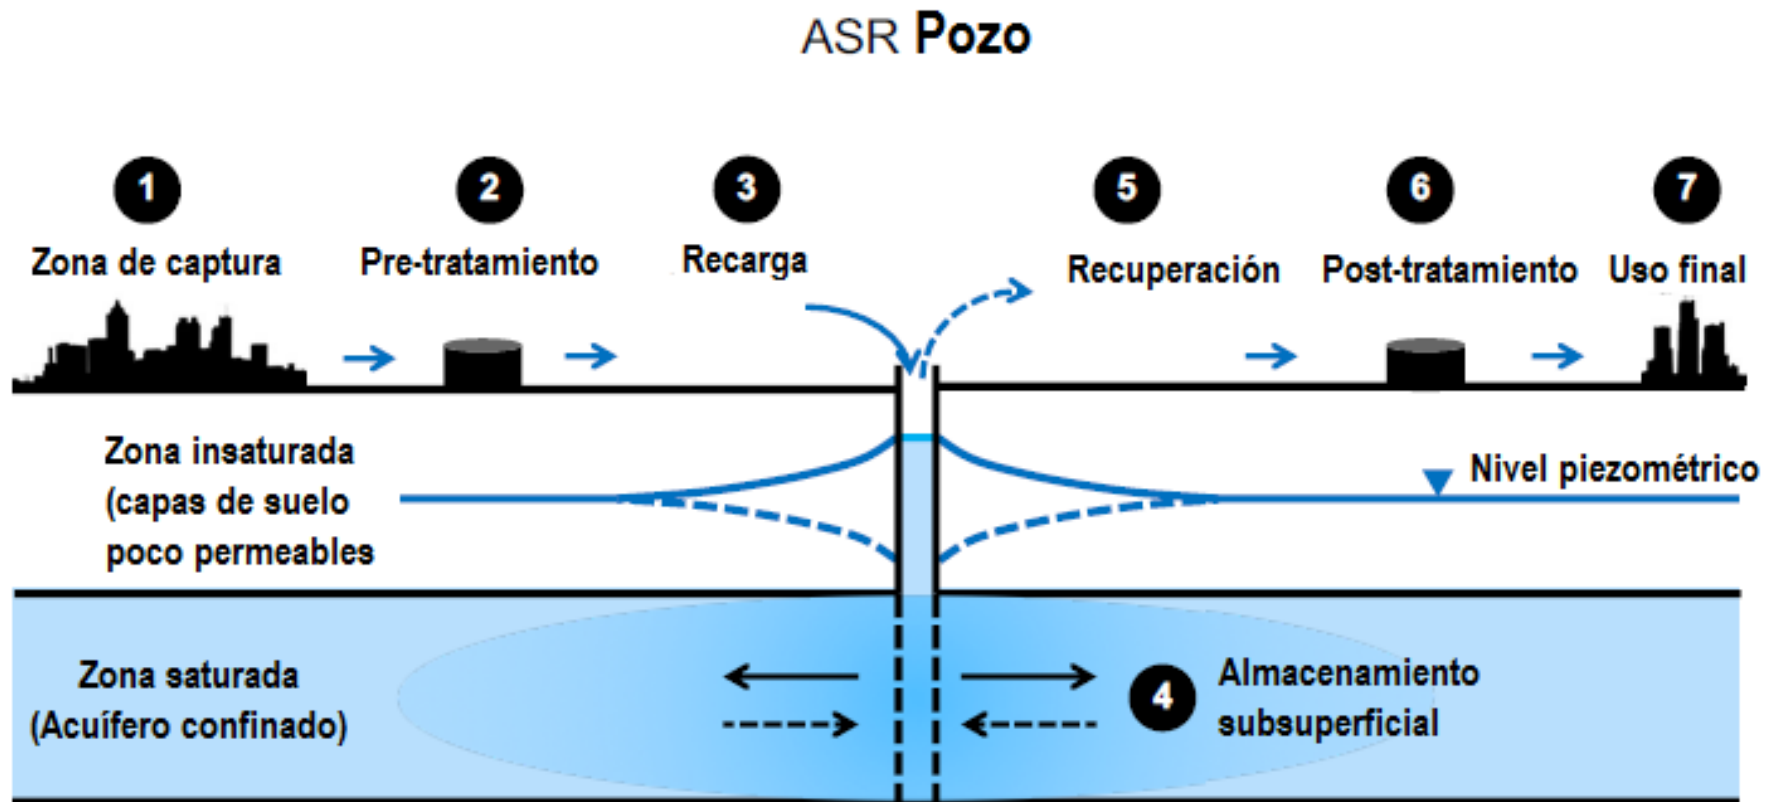 ASR Pozo
1
2
3
5
6
7
Zona de captura
Pre-tratamiento
Recarga
Recuperación
Post-tratamiento
Uso final
Zona insaturada
(capas de suelo
poco permeables
Nivel piezométrico
Zona saturada
(Acuífero confinado)
4
Almacenamiento
subsuperficial